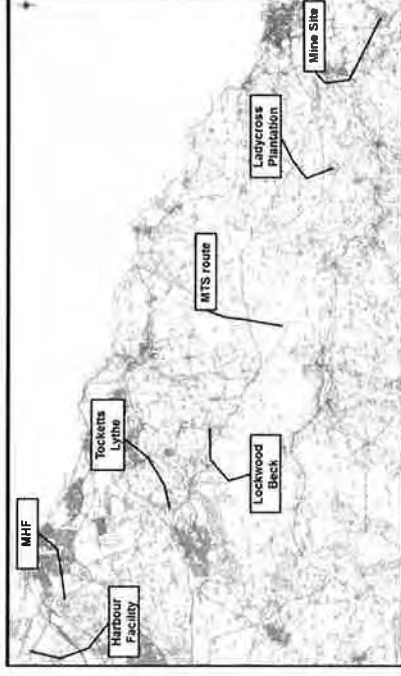 MHF
Harbour
Facility
Tocketts
Lythe
Lockwood
Beck
MTS route
Ladycross
Plantation
Mine Site